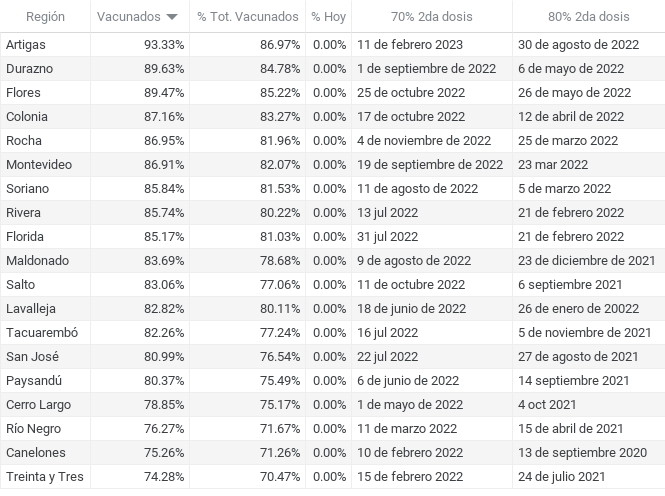 Región Vacunados % Tot. Vacunados % Hoy 70% 2da dosis 80% 2da dosis
Artigas 93.33% 86.97% 0.00% 11 de febrero 2023 30 de agosto de 2022
Durazno 89.63% 84.78% 0.00% 1 de septiembre de 2022 6 de mayo de 2022
Flores 89.47% 85.22% 0.00% 25 de octubre 2022 26 de mayo de 2022
Colonia 87.16% 83.27% 0.00% 17 de octubre 2022 12 de abril de 2022
Rocha 86.95% 81.96% 0.00% 4 de noviembre de 2022 25 de marzo 2022
Montevideo 86.91% 82.07% 0.00% 19 de septiembre de 2022 23 mar 2022
Soriano 85.84% 81.53% 0.00% 11 de agosto de 2022 5 de marzo 2022
Rivera 85.74% 80.22% 0.00% 13 jul 2022 21 de febrero 2022
Florida 85.17% 81.03% 0.00% 31 jul 2022 21 de febrero 2022
Maldonado 83.69% 78.68% 0.00% 9 de agosto de 2022 23 de diciembre de 2021
Salto 83.06% 77.06% 0.00% 11 de octubre 2022 6 septiembre 2021
Lavalleja 82.82% 80.11% 0.00% 18 de junio de 2022 26 de enero de 20022
Tacuarembó 82.26% 77.24% 0.00% 16 jul 2022 5 de noviembre de 2021
San José 80.99% 76.54% 0.00% 22 jul 2022 27 de agosto de 2021
Paysandú 80.37% 75.49% 0.00% 6 de junio de 2022 14 septiembre 2021
Cerro Largo 78.85% 75.17% 0.00% 1 de mayo de 2022 4 oct 2021
Río Negro 76.27% 71.67% 0.00% 11 de marzo 2022 15 de abril de 2021
Canelones 75.26% 71.26% 0.00% 10 de febrero 2022 13 de septiembre 2020
Treinta y Tres 74.28% 70.47% 0.00% 15 de febrero 2022 24 de julio 2021